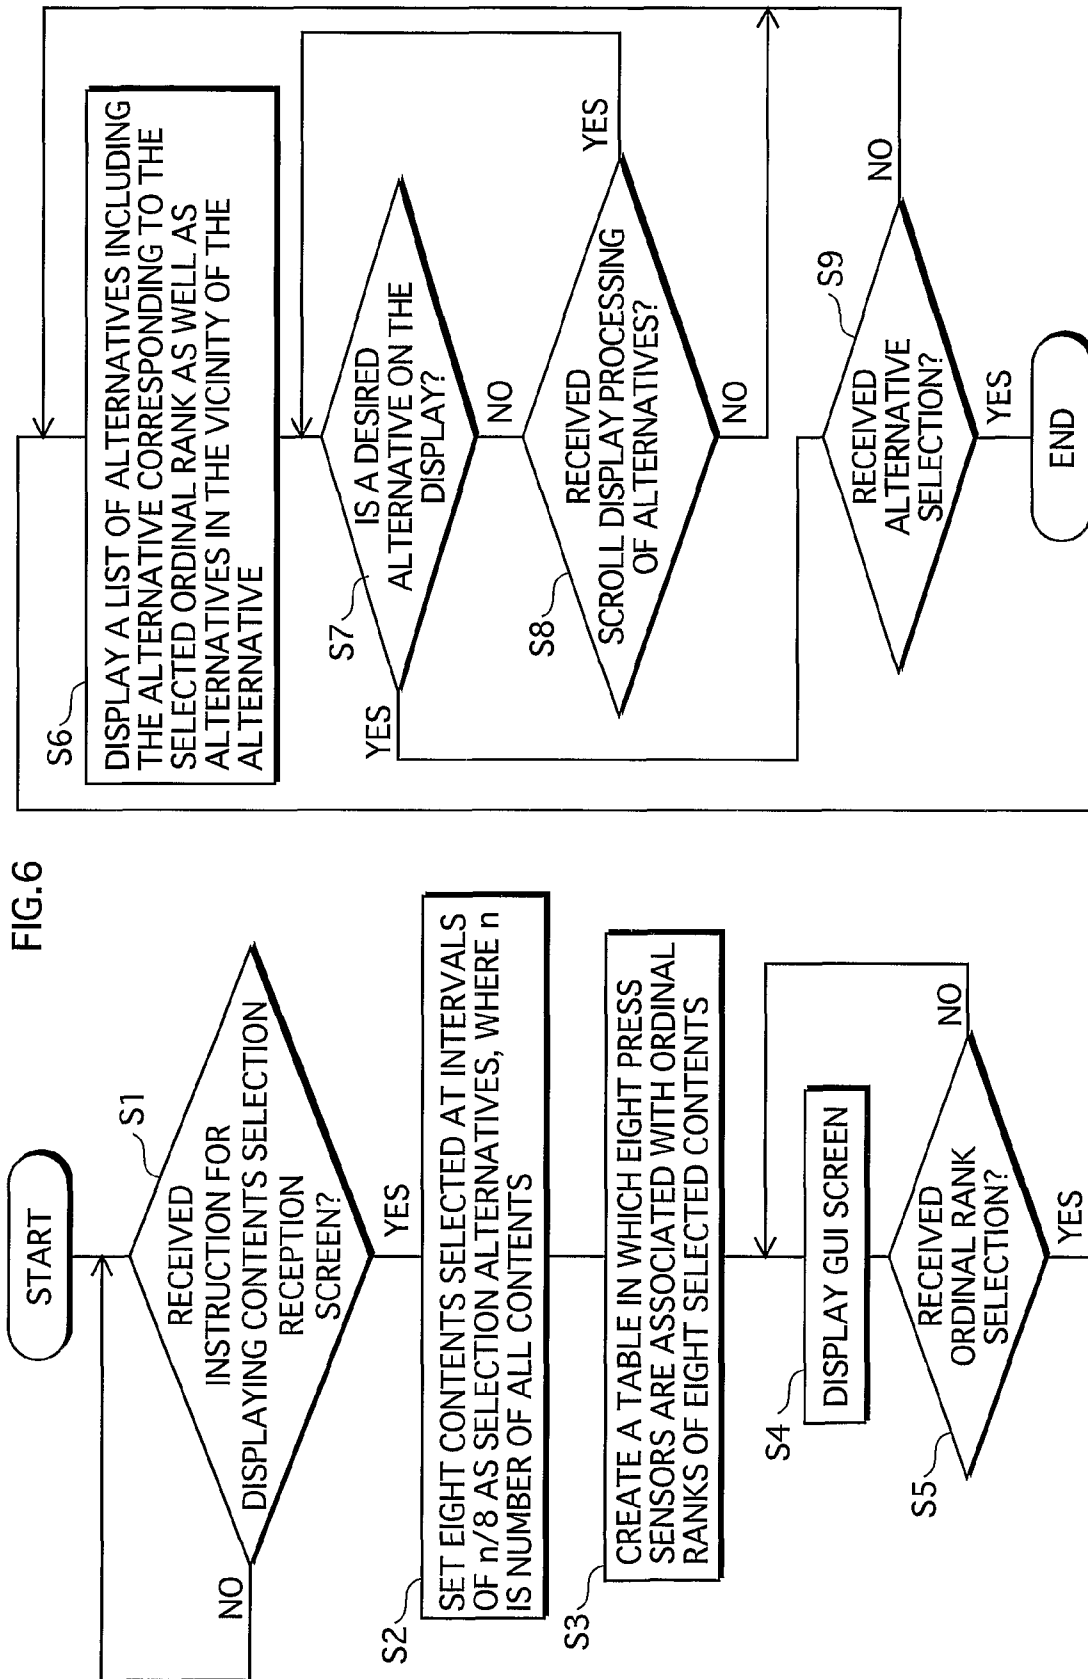 FIG.6
START
S1
RECEIVED
INSTRUCTION FOR
DISPLAYING CONTENTS SELECTION
RECEPTION
SCREEN?
NO
YES
S2
SET EIGHT CONTENTS SELECTED AT INTERVALS
OF n/8 AS SELECTION ALTERNATIVES, WHERE n
IS NUMBER OF ALL CONTENTS
S3
CREATE A TABLE IN WHICH EIGHT PRESS
SENSORS ARE ASSOCIATED WITH ORDINAL
RANKS OF EIGHT SELECTED CONTENTS
S4
DISPLAY GUI SCREEN
S5
RECEIVED
ORDINAL RANK
SELECTION?
NO
YES
S6
DISPLAY A LIST OF ALTERNATIVES INCLUDING
THE ALTERNATIVE CORRESPONDING TO THE
SELECTED ORDINAL RANK AS WELL AS
ALTERNATIVES IN THE VICINITY OF THE
ALTERNATIVE
S7
IS A DESIRED
ALTERNATIVE ON THE
DISPLAY?
YES
NO
S8
RECEIVED
SCROLL DISPLAY PROCESSING
OF ALTERNATIVES?
YES
NO
S9
RECEIVED
ALTERNATIVE
SELECTION?
NO
YES
END